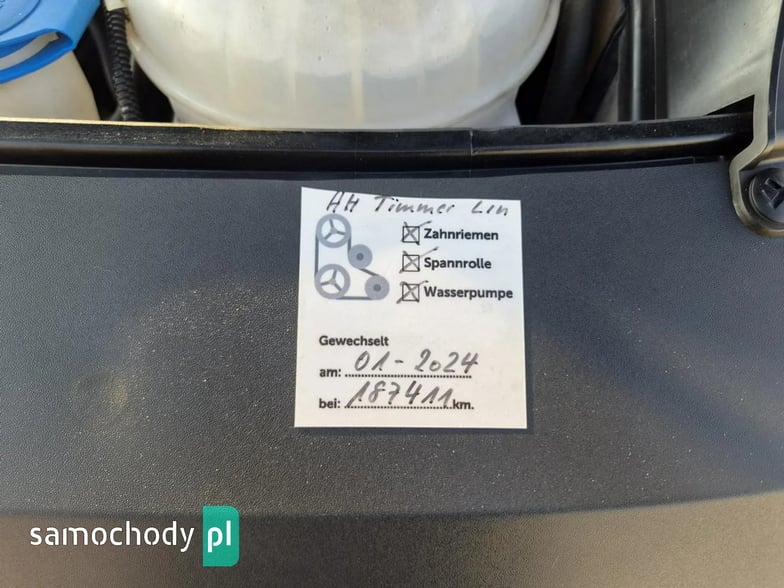 AH Timmer Lin
Zahnriemen
Spannrolle
Wasserpumpe
Gewechselt
am: 01-2024
bei: 187411 km.
samochody pl